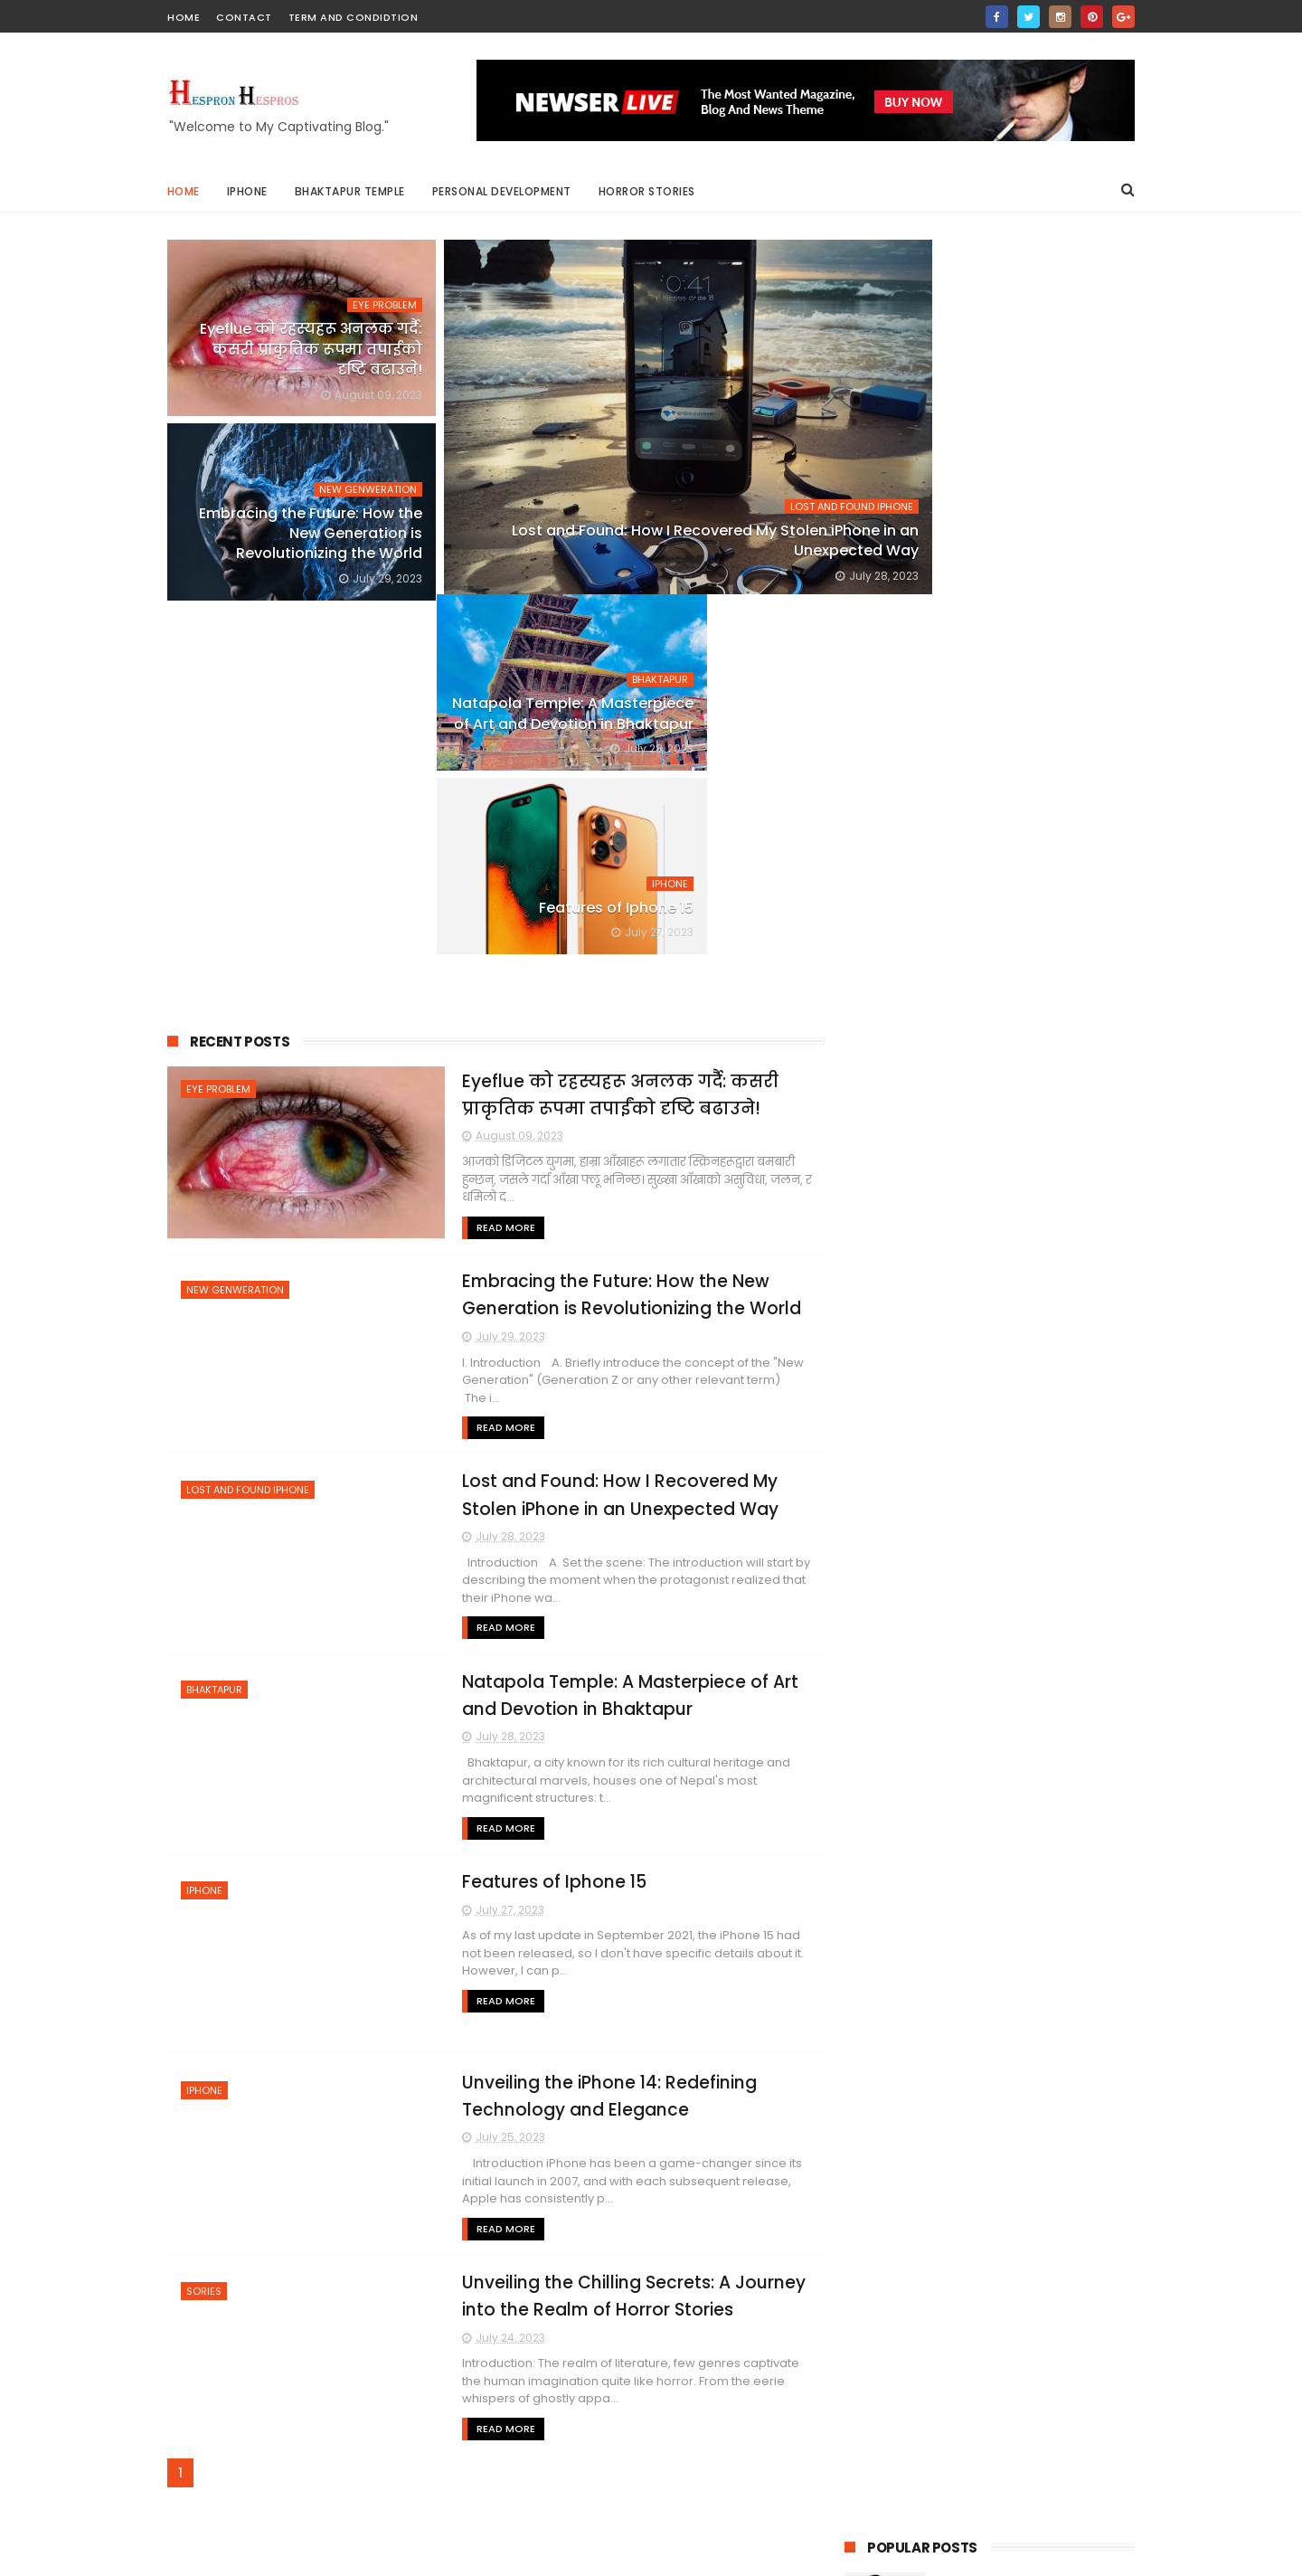 HOME CONTACT TERM AND CONDIDTION
HESPRON HESPROS
"Welcome to My Captivating Blog."
NEWSER LIVE
The Most Wanted Magazine,
Blog And News Theme
BUY NOW
HOME IPHONE BHAKTAPUR TEMPLE PERSONAL DEVELOPMENT HORROR STORIES
EYE PROBLEM
Eyeflue को रहस्यहरू अनलक गर्दै:
कसरी प्राकृतिक रूपमा तपाईंको
दृष्टि बढाउने!
August 09, 2023
NEW GENWERATION
Embracing the Future: How the
New Generation is
Revolutionizing the World
July 29, 2023
0:41
LOST AND FOUND IPHONE
Lost and Found: How I Recovered My Stolen iPhone in an
Unexpected Way
July 28, 2023
BHAKTAPUR
Natapola Temple: A Masterpiece
of Art and Devotion in Bhaktapur
July 28, 2023
IPHONE
Features of Iphone 15
July 27, 2023
RECENT POSTS
EYE PROBLEM
Eyeflue को रहस्यहरू अनलक गर्दै: कसरी
प्राकृतिक रूपमा तपाईंको दृष्टि बढाउने!
August 09, 2023
आजको डिजिटल युगमा, हाम्रा आँखाहरू लगातार स्क्रिनहरूद्वारा बमबारी
हुन्छन्, जसले गर्दा आँखा फ्लू भनिन्छ। सुख्खा आँखाको असुविधा, जलन, र
धमिलो द...
READ MORE
NEW GENWERATION
Embracing the Future: How the New
Generation is Revolutionizing the World
July 29, 2023
I. Introduction A. Briefly introduce the concept of the "New
Generation" (Generation Z or any other relevant term)
The i...
READ MORE
LOST AND FOUND IPHONE
Lost and Found: How I Recovered My
Stolen iPhone in an Unexpected Way
July 28, 2023
Introduction A. Set the scene: The introduction will start by
describing the moment when the protagonist realized that
their iPhone wa...
READ MORE
BHAKTAPUR
Natapola Temple: A Masterpiece of Art
and Devotion in Bhaktapur
July 28, 2023
Bhaktapur, a city known for its rich cultural heritage and
architectural marvels, houses one of Nepal's most
magnificent structures: t...
READ MORE
IPHONE
Features of Iphone 15
July 27, 2023
As of my last update in September 2021, the iPhone 15 had
not been released, so I don't have specific details about it.
However, I can p...
READ MORE
IPHONE
Unveiling the iPhone 14: Redefining
Technology and Elegance
July 25, 2023
Introduction iPhone has been a game-changer since its
initial launch in 2007, and with each subsequent release,
Apple has consistently p...
READ MORE
SORIES
Unveiling the Chilling Secrets: A Journey
into the Realm of Horror Stories
July 24, 2023
Introduction: The realm of literature, few genres captivate
the human imagination quite like horror. From the eerie
whispers of ghostly appa...
READ MORE
1
POPULAR POSTS